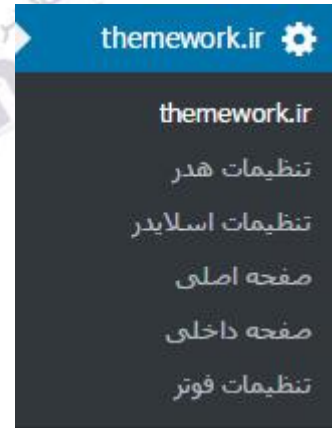 themework.ir
themework.ir
تنظیمات هدر
تنظیمات اسلایدر
صفحه اصلی
صفحه داخلی
تنظیمات فوتر